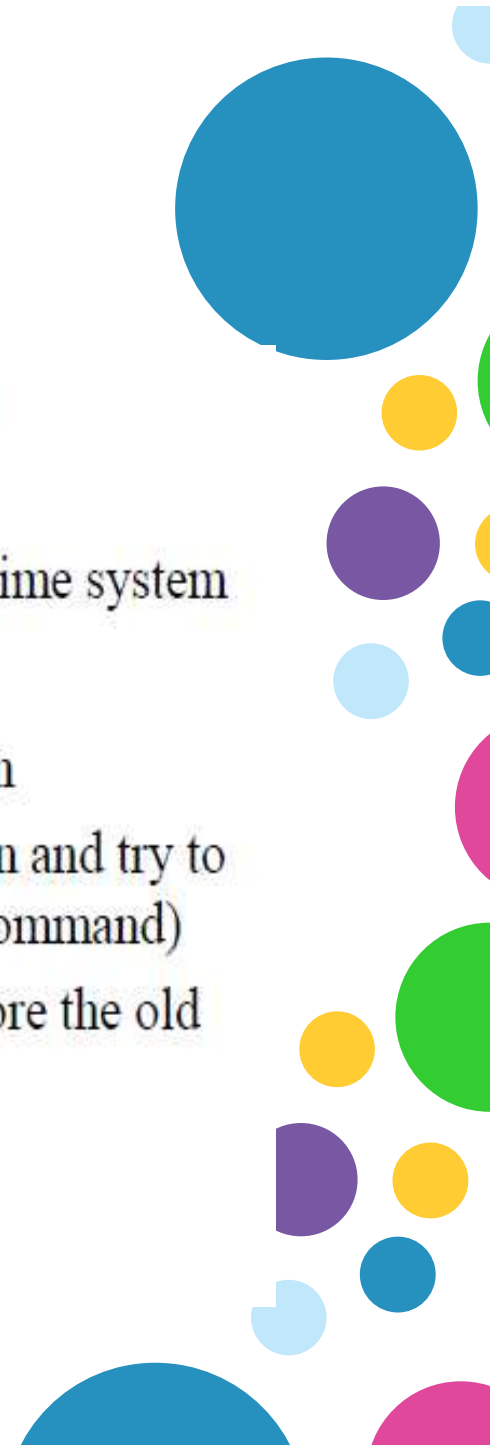 ime system
n
n and try to
ommand)
ore the old